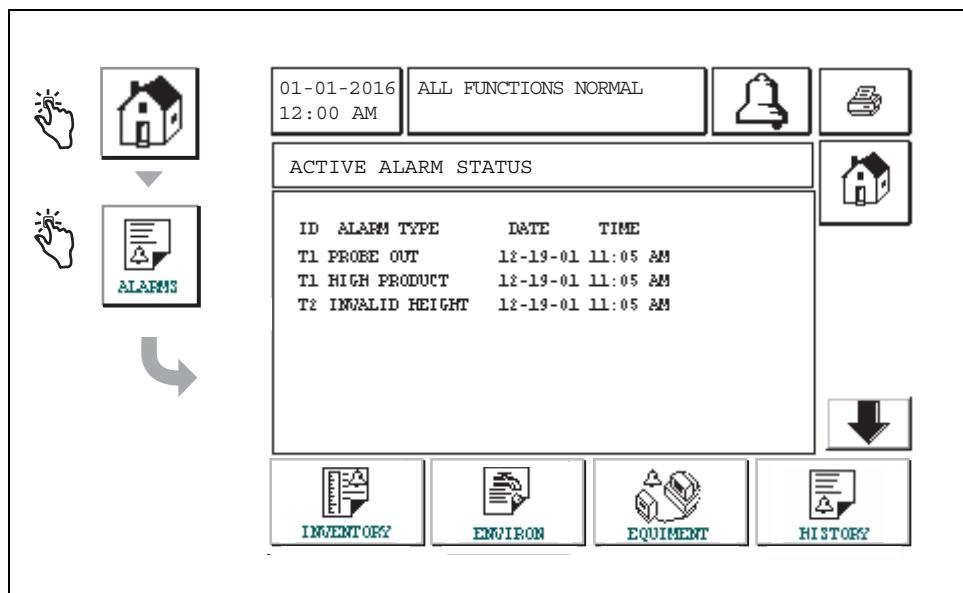 01-01-2016
12:00 AM
ALL FUNCTIONS NORMAL
ACTIVE ALARM STATUS
ID ALARM TYPE DATE TIME
T1 PROBE OUT 12-19-01 11:05 AM
T1 HIGH PRODUCT 12-19-01 11:05 AM
T2 INVALID HEIGHT 12-19-01 11:05 AM
ALARMS
INVENTORY
ENVIRON
EQUIMENT
HISTORY